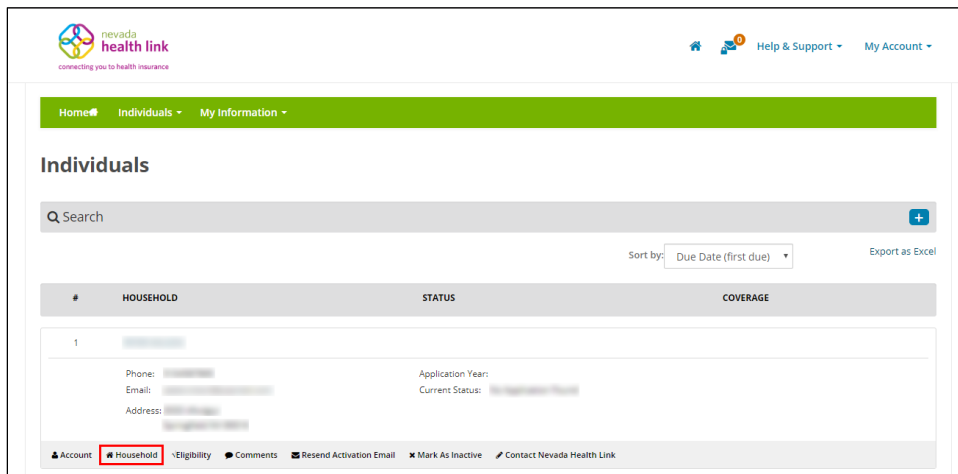 nevada
health link
connecting you to health insurance
0
Help & Support
My Account
Home
Individuals
My Information
Individuals
Search
+
Sort by: Due Date (first due)
Export as Excel
# HOUSEHOLD STATUS COVERAGE
1
Phone: Application Year:
Email: Current Status:
Address:
Account Household Eligibility Comments Resend Activation Email Mark As Inactive Contact Nevada Health Link